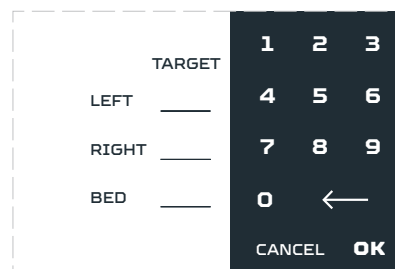 TARGET
LEFT
RIGHT
BED
1 2 3
4 5 6
7 8 9
0
CANCEL OK